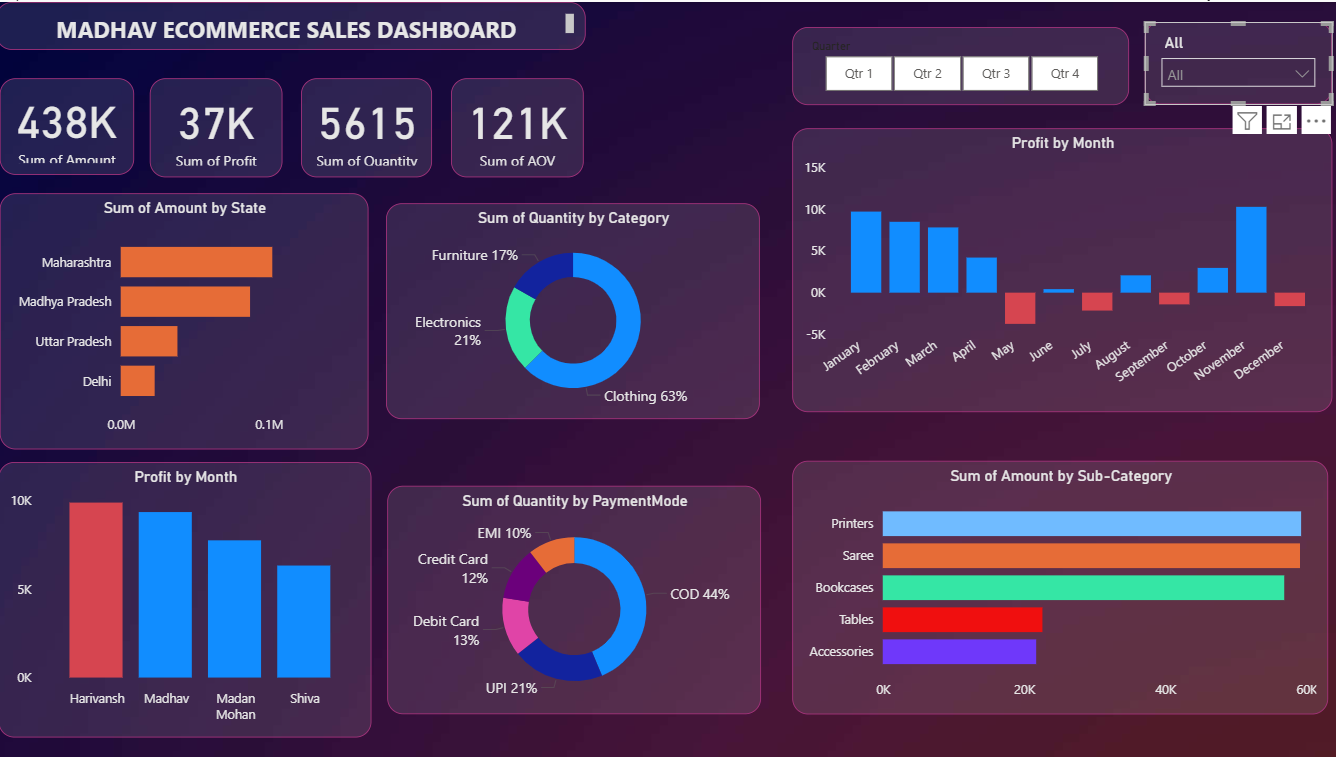 MADHAV ECOMMERCE SALES DASHBOARD
438K
Sum of Amount
37K
Sum of Profit
5615
Sum of Quantity
121K
Sum of AOV
Quarter
Qtr 1
Qtr 2
Qtr 3
Qtr 4
All
All
Sum of Amount by State
Maharashtra
Madhya Pradesh
Uttar Pradesh
Delhi
0.0M
0.1M
Sum of Quantity by Category
Furniture 17%
Electronics
21%
Clothing 63%
Profit by Month
15K
10K
5K
0K
-5K
January
February
March
April
May
June
July
August
September
October
November
December
Profit by Month
10K
5K
0K
Harivansh
Madhav
Madan
Mohan
Shiva
Sum of Quantity by PaymentMode
EMI 10%
Credit Card
12%
Debit Card
13%
UPI 21%
COD 44%
Sum of Amount by Sub-Category
Printers
Saree
Bookcases
Tables
Accessories
0K
20K
40K
60K